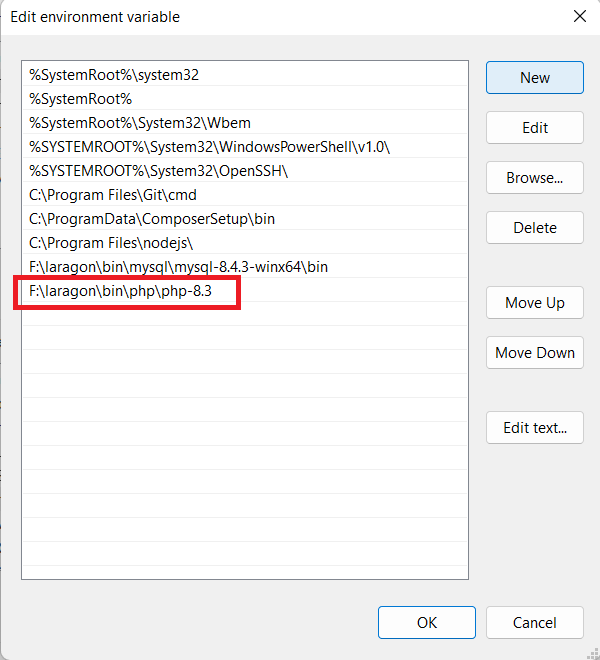 Edit environment variable
%SystemRoot%\system32
%SystemRoot%
%SystemRoot%\System32\Wbem
%SYSTEMROOT%\System32\WindowsPowerShell\v1.0\
%SYSTEMROOT%\System32\OpenSSH\
C:\Program Files\Git\cmd
C:\ProgramData\ComposerSetup\bin
C:\Program Files\nodejs\
F:\laragon\bin\mysql\mysql-8.4.3-winx64\bin
F:\laragon\bin\php\php-8.3
New
Edit
Browse...
Delete
Move Up
Move Down
Edit text...
OK
Cancel